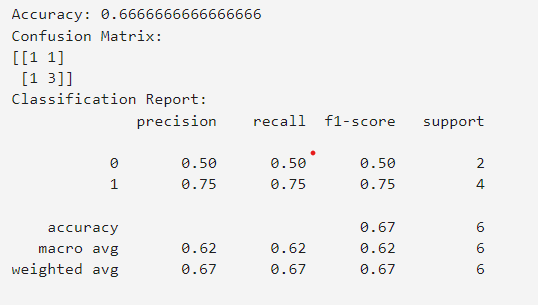 Accuracy: 0.6666666666666666
Confusion Matrix:
[[1 1]
 [1 3]]
Classification Report:
              precision    recall  f1-score   support

           0       0.50      0.50      0.50         2
           1       0.75      0.75      0.75         4

    accuracy                           0.67         6
   macro avg       0.62      0.62      0.62         6
weighted avg       0.67      0.67      0.67         6